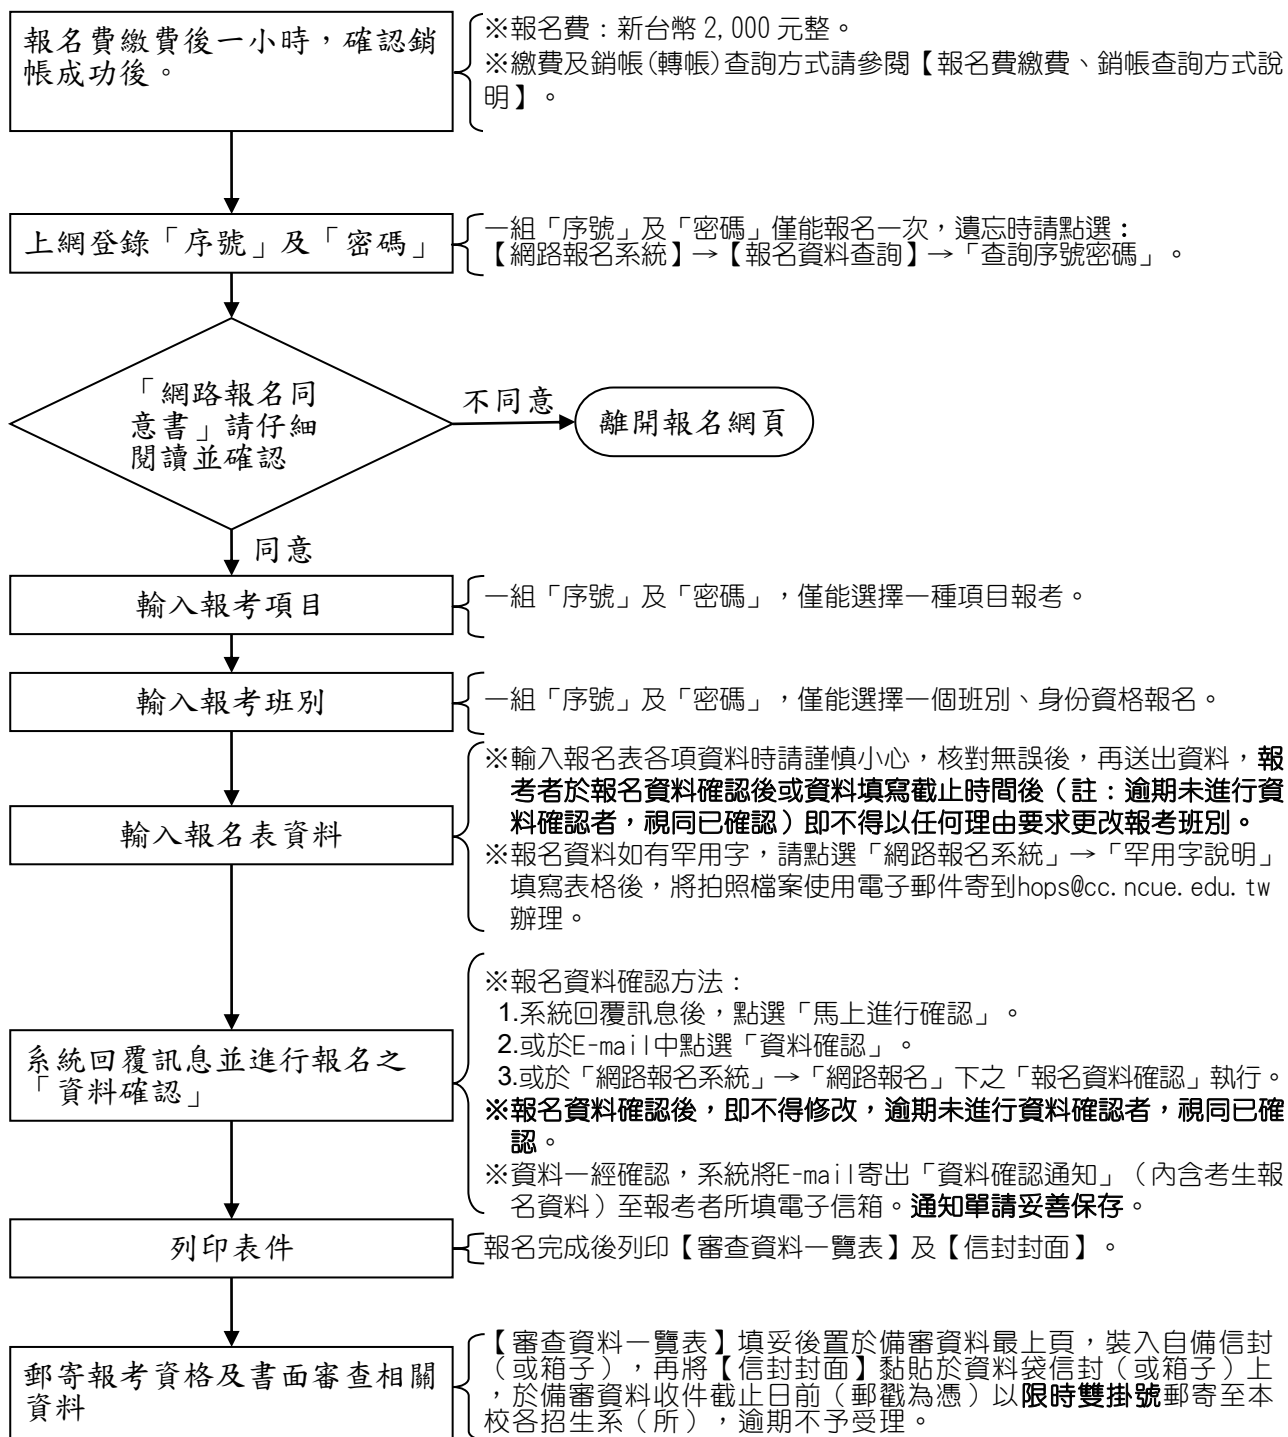 報名費繳費後一小時，確認銷
帳成功後。
※報名費：新台幣 2,000 元整。
※繳費及銷帳(轉帳)查詢方式請參閱【報名費繳費、銷帳查詢方式說
明】。
上網登錄「序號」及「密碼」
一組「序號」及「密碼」僅能報名一次，遺忘時請點選：
【網路報名系統】→【報名資料查詢】→「查詢序號密碼」。
「網路報名同
意書」請仔細
閱讀並確認
不同意
離開報名網頁
同意
輸入報考項目
一組「序號」及「密碼」，僅能選擇一種項目報考。
輸入報考班別
一組「序號」及「密碼」，僅能選擇一個班別、身份資格報名。
輸入報名表資料
※輸入報名表各項資料時請謹慎小心，核對無誤後，再送出資料，報
考者於報名資料確認後或資料填寫截止時間後（註：逾期未進行資
料確認者，視同已確認）即不得以任何理由要求更改報考班別。
※報名資料如有罕用字，請點選「網路報名系統」→「罕用字說明」
填寫表格後，將拍照檔案使用電子郵件寄到hops@cc.ncue.edu.tw
辦理。
系統回覆訊息並進行報名之
「資料確認」
※報名資料確認方法：
1.系統回覆訊息後，點選「馬上進行確認」。
2.或於E-mail中點選「資料確認」。
3.或於「網路報名系統」→「網路報名」下之「報名資料確認」執行。
※報名資料確認後，即不得修改，逾期未進行資料確認者，視同已確
認。
※資料一經確認，系統將E-mail寄出「資料確認通知」（內含考生報
名資料）至報考者所填電子信箱。通知單請妥善保存。
列印表件
報名完成後列印【審查資料一覽表】及【信封封面】。
郵寄報考資格及書面審查相關
資料
【審查資料一覽表】填妥後置於備審資料最上頁，裝入自備信封
（或箱子），再將【信封封面】黏貼於資料袋信封（或箱子）上
，於備審資料收件截止日前（郵戳為憑）以限時雙掛號郵寄至本
校各招生系（所），逾期不予受理。